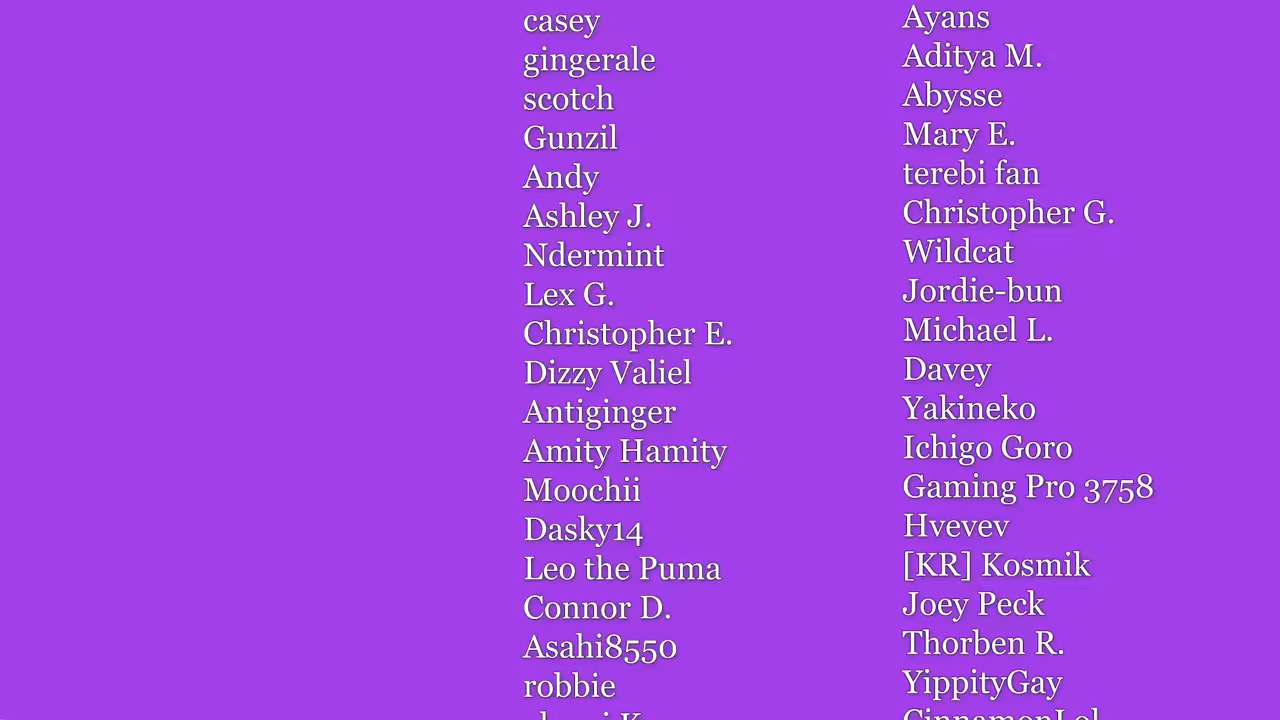 casey
gingerale
scotch
Gunzil
Andy
Ashley J.
Ndermint
Lex G.
Christopher E.
Dizzy Valiel
Antiginger
Amity Hamity
Moochii
Dasky14
Leo the Puma
Connor D.
Asahi8550
robbie
Ayans
Aditya M.
Abysse
Mary E.
terebi fan
Christopher G.
Wildcat
Jordie-bun
Michael L.
Davey
Yakineko
Ichigo Goro
Gaming Pro 3758
Hvevev
[KR] Kosmik
Joey Peck
Thorben R.
YippityGay
CinnamonLol